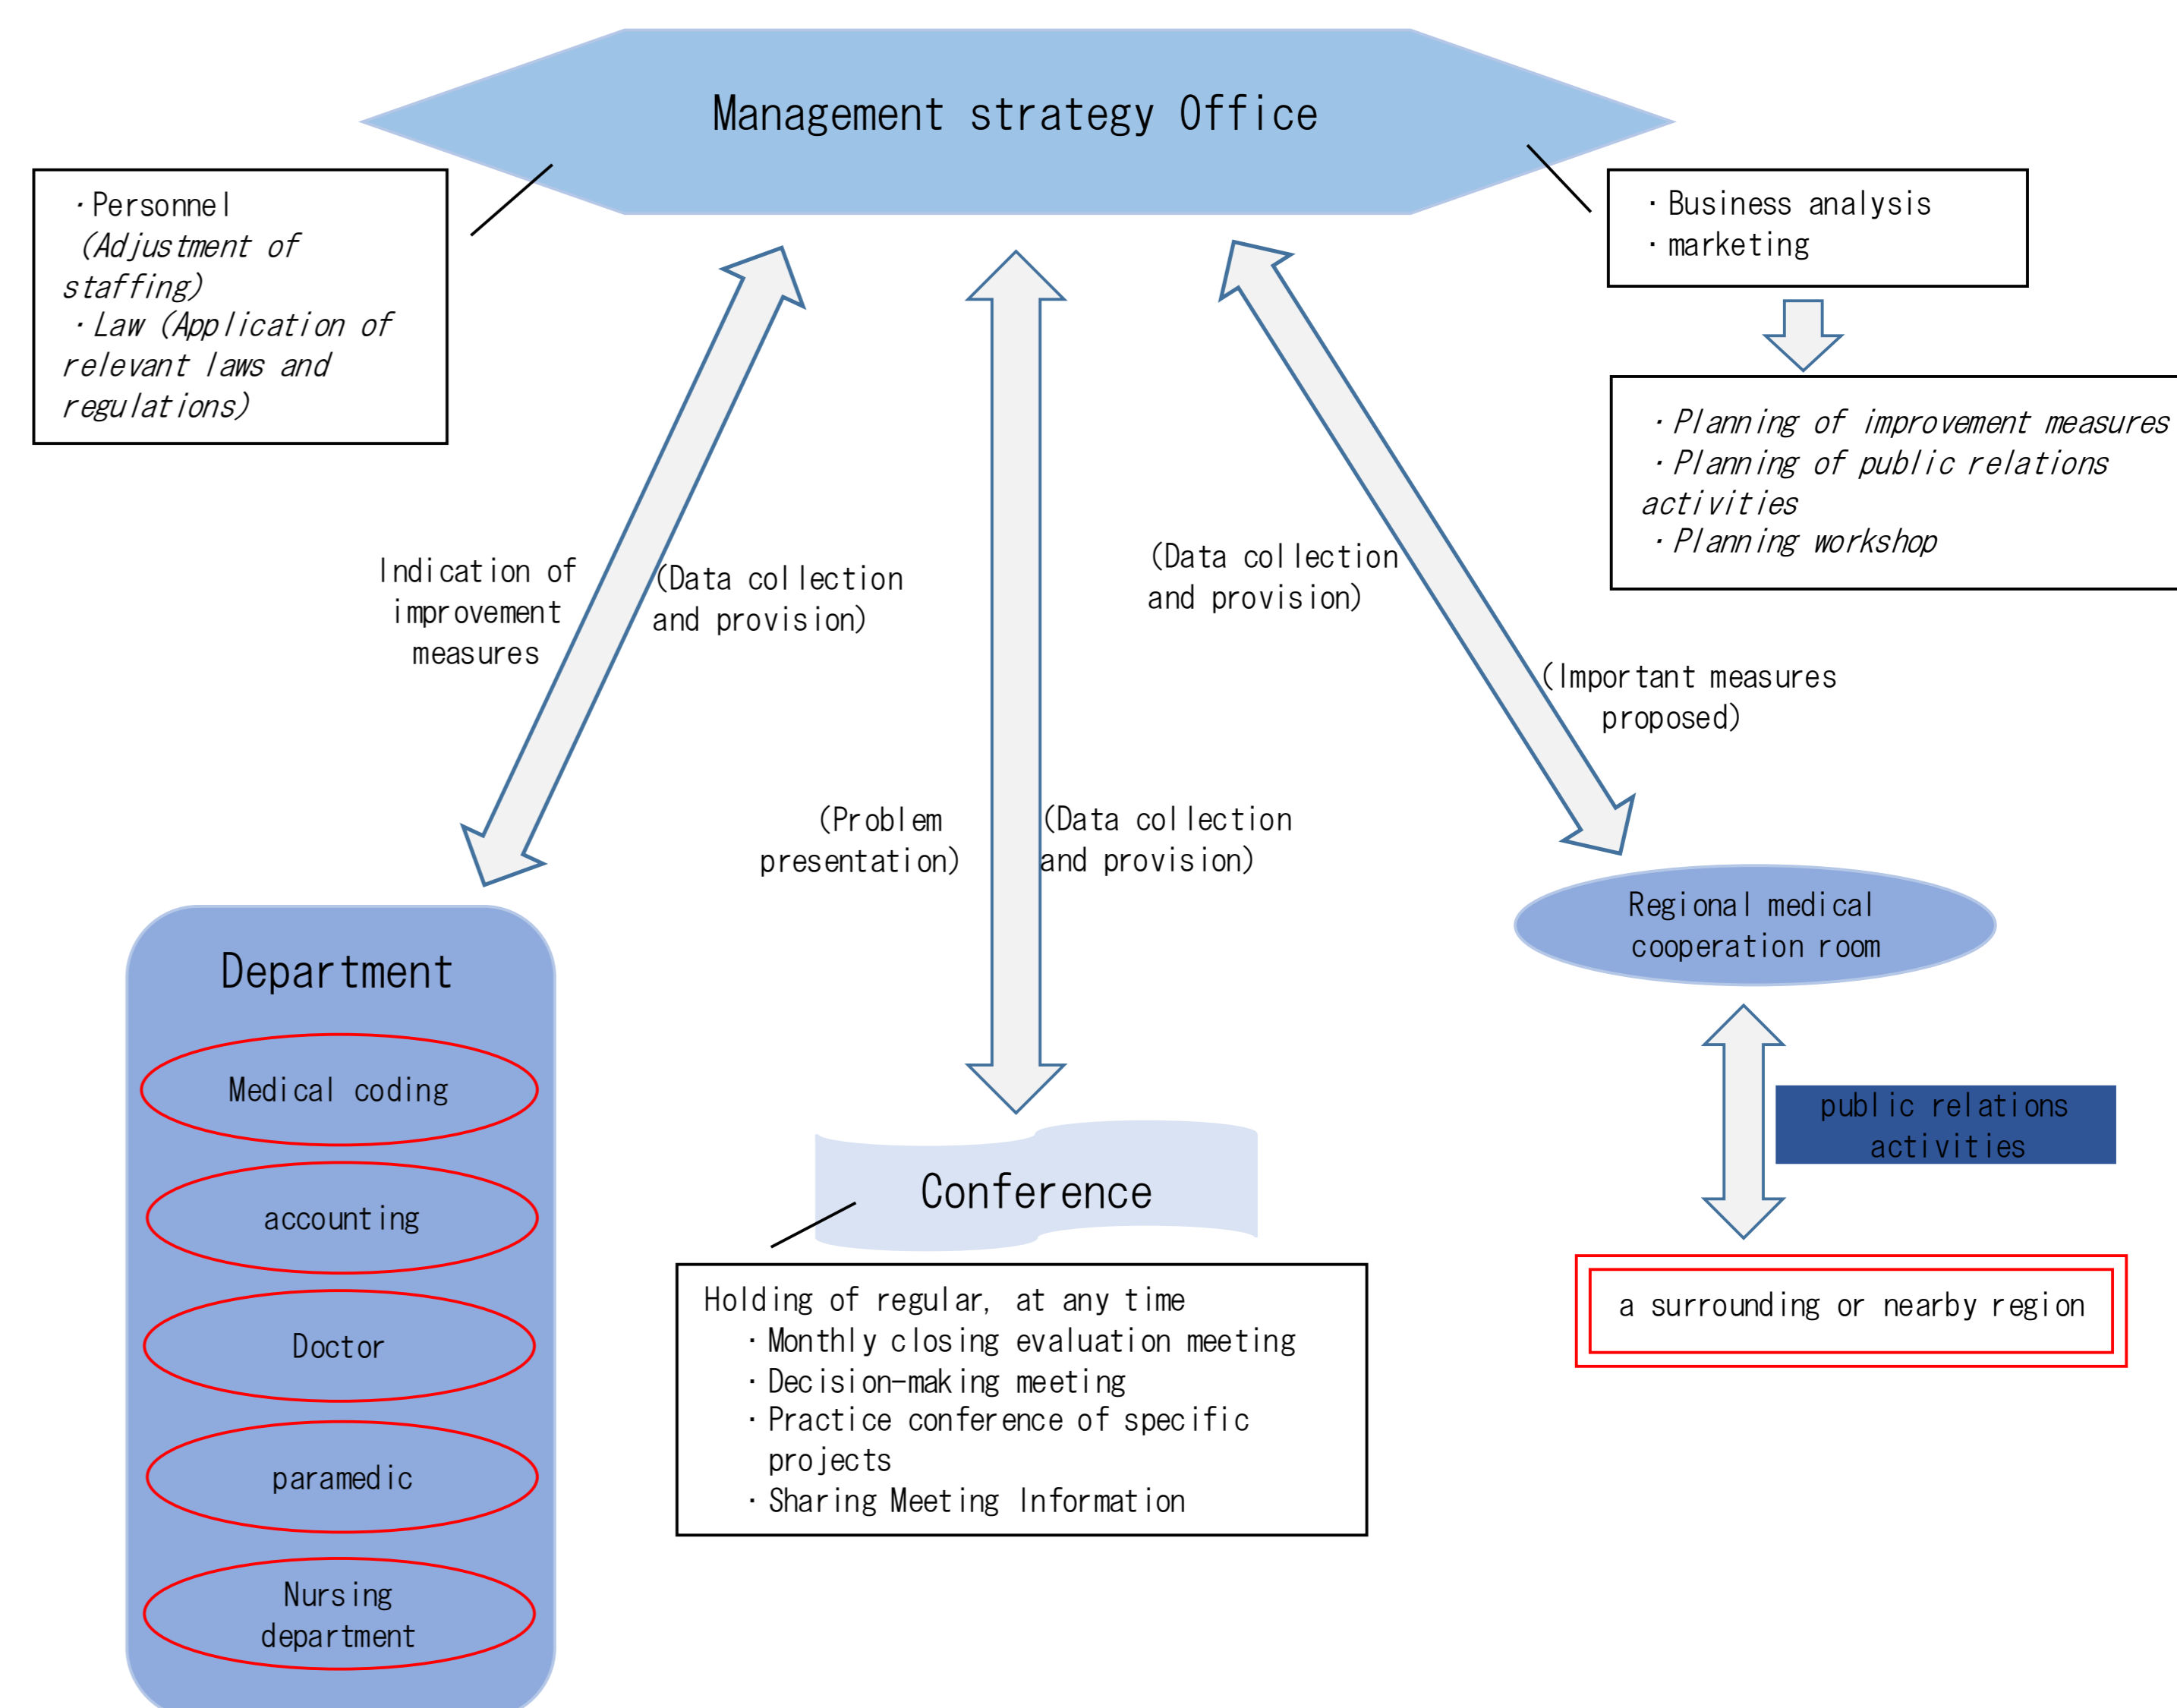 Management strategy Office
・Personnel
(Adjustment of
staffing)
・Law (Application of
relevant laws and
regulations)
・Business analysis
・marketing
・Planning of improvement measures
・Planning of public relations
activities
・Planning workshop
Indication of
improvement
measures
(Data collection
and provision)
(Data collection
and provision)
(Important measures
proposed)
(Problem
presentation)
(Data collection
and provision)
Regional medical
cooperation room
public relations
activities
a surrounding or nearby region
Department
Medical coding
accounting
Doctor
paramedic
Nursing
department
Conference
Holding of regular, at any time
・Monthly closing evaluation meeting
・Decision-making meeting
・Practice conference of specific
projects
・Sharing Meeting Information